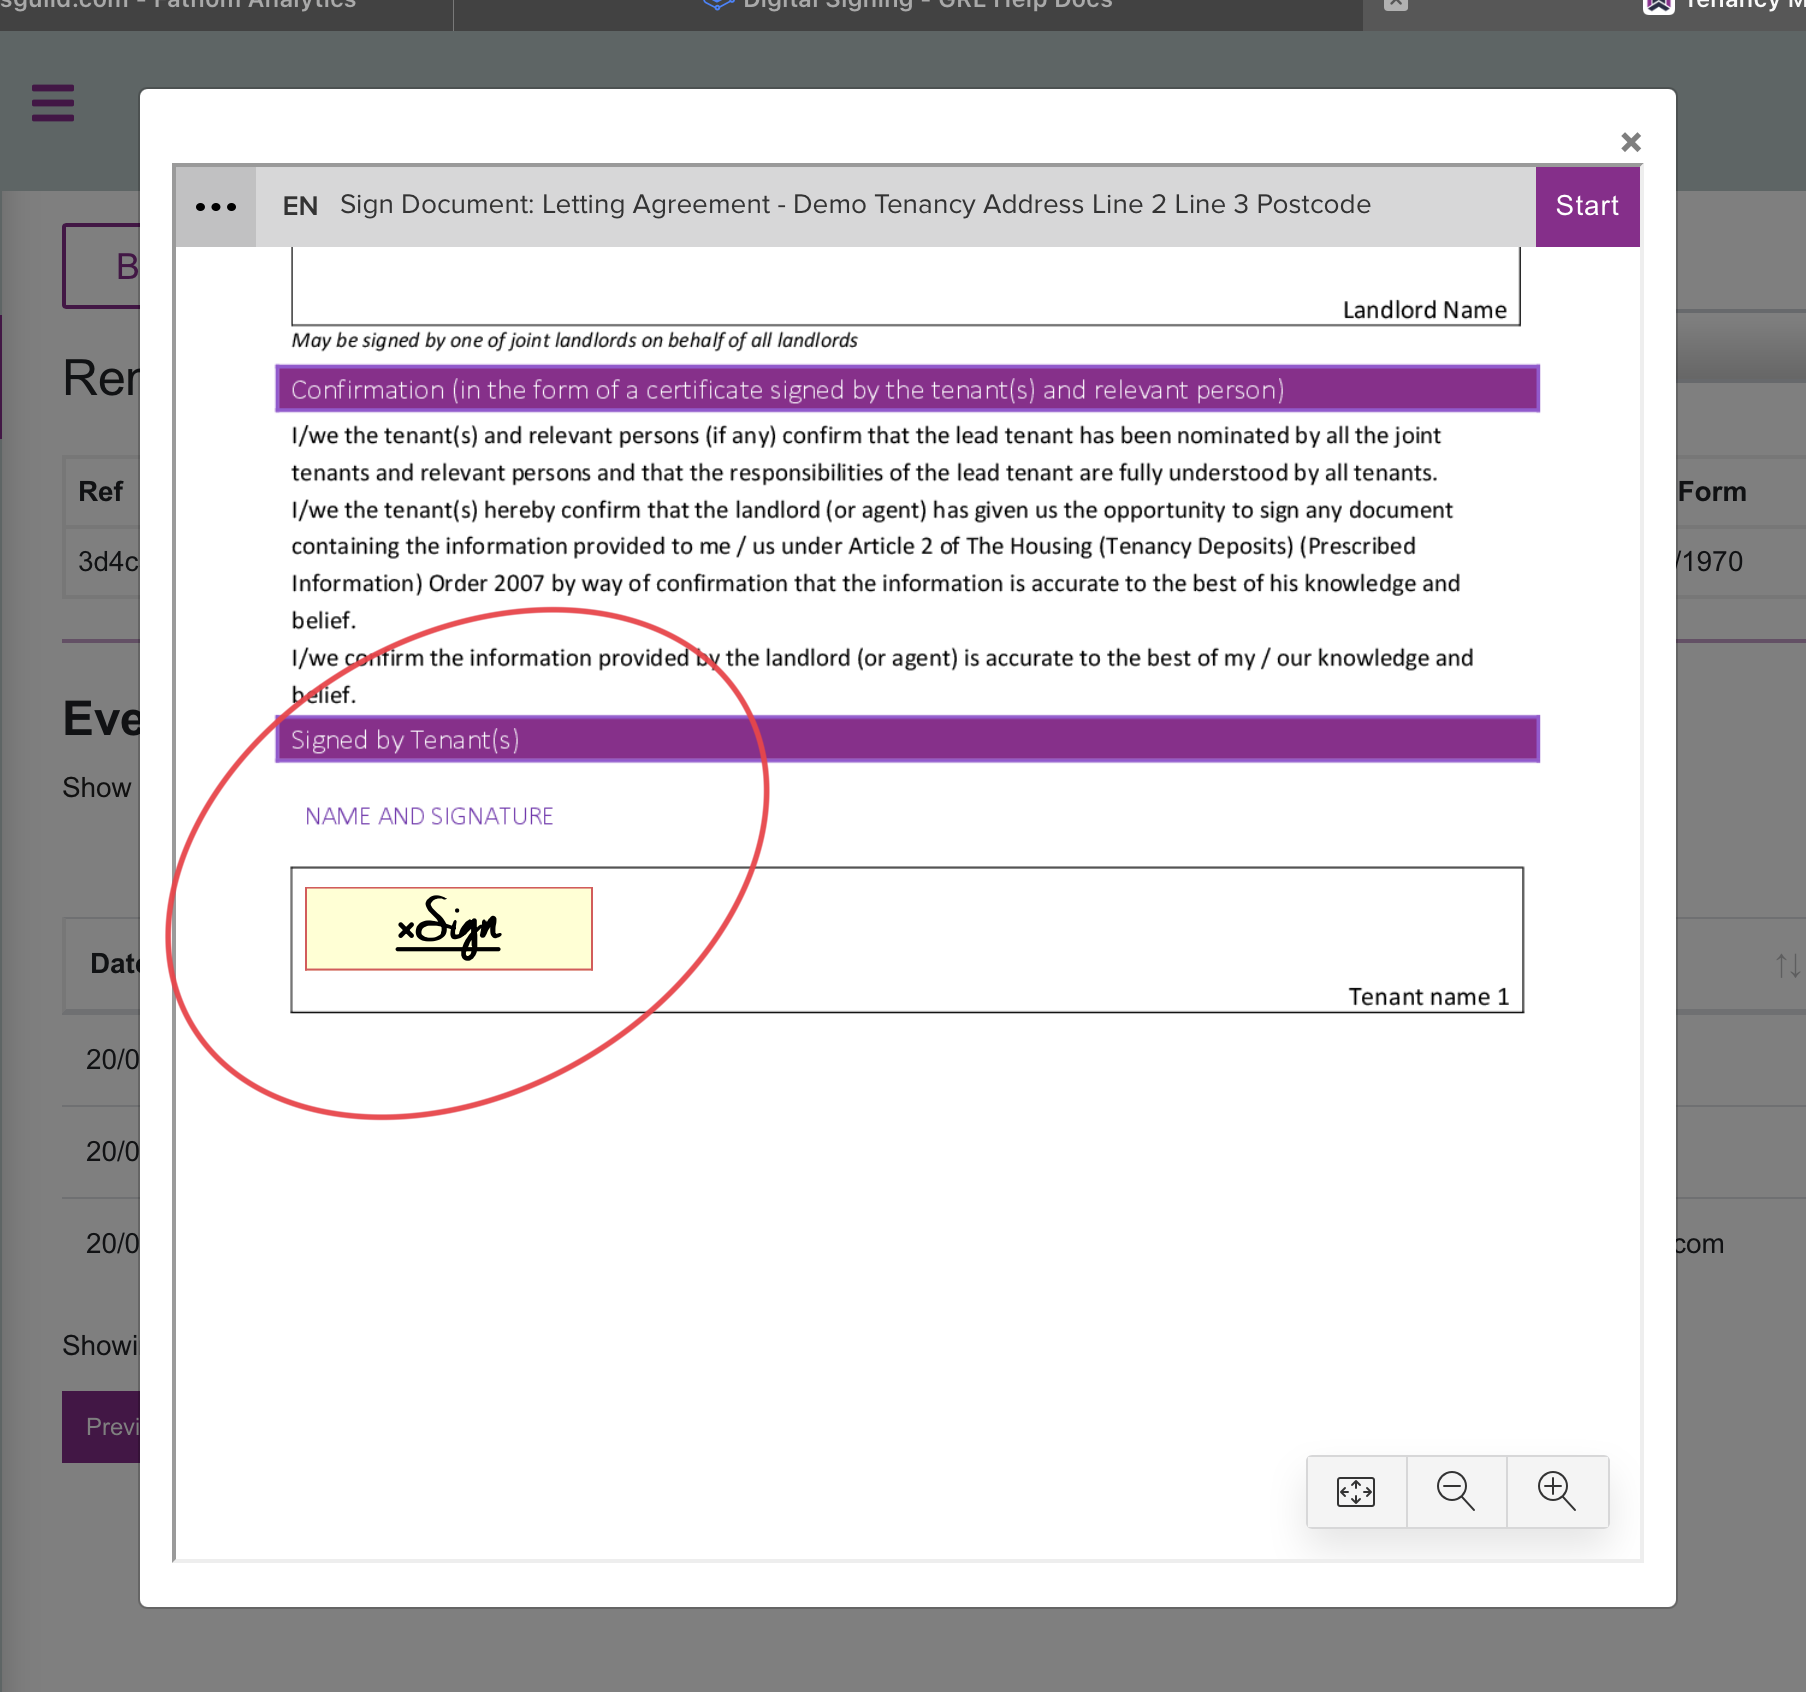 Digital Signing - GRE Help Docs
EN Sign Document: Letting Agreement - Demo Tenancy Address Line 2 Line 3 Postcode
Start
Landlord Name
May be signed by one of joint landlords on behalf of all landlords
Confirmation (in the form of a certificate signed by the tenant(s) and relevant person)
I/we the tenant(s) and relevant persons (if any) confirm that the lead tenant has been nominated by all the joint
tenants and relevant persons and that the responsibilities of the lead tenant are fully understood by all tenants.
I/we the tenant(s) hereby confirm that the landlord (or agent) has given us the opportunity to sign any document
containing the information provided to me / us under Article 2 of The Housing (Tenancy Deposits) (Prescribed
Information) Order 2007 by way of confirmation that the information is accurate to the best of his knowledge and
belief.
I/we confirm the information provided by the landlord (or agent) is accurate to the best of my / our knowledge and
belief.
Signed by Tenant(s)
NAME AND SIGNATURE
xSign
Tenant name 1
B
Rer
Ref
Form
3d4c
/1970
Eve
Show
Date
20/0
20/0
20/0
com
Showi
Previ